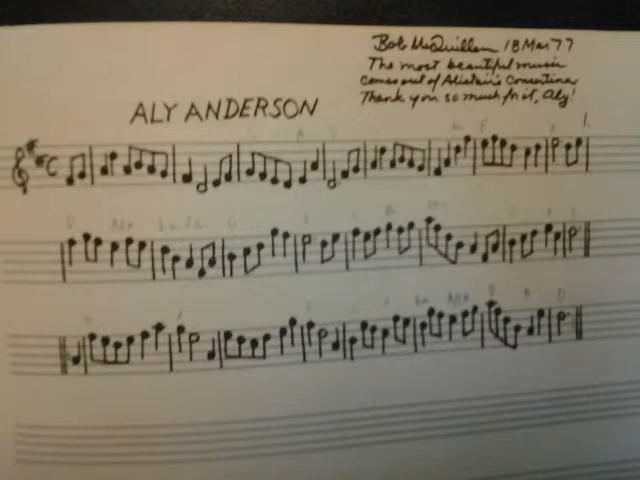 Bob McQuillen 18 Mar 77
The most beautiful music
comes out of Alistair's Concertina,
Thank you so much for it, Aly!
ALY ANDERSON
C